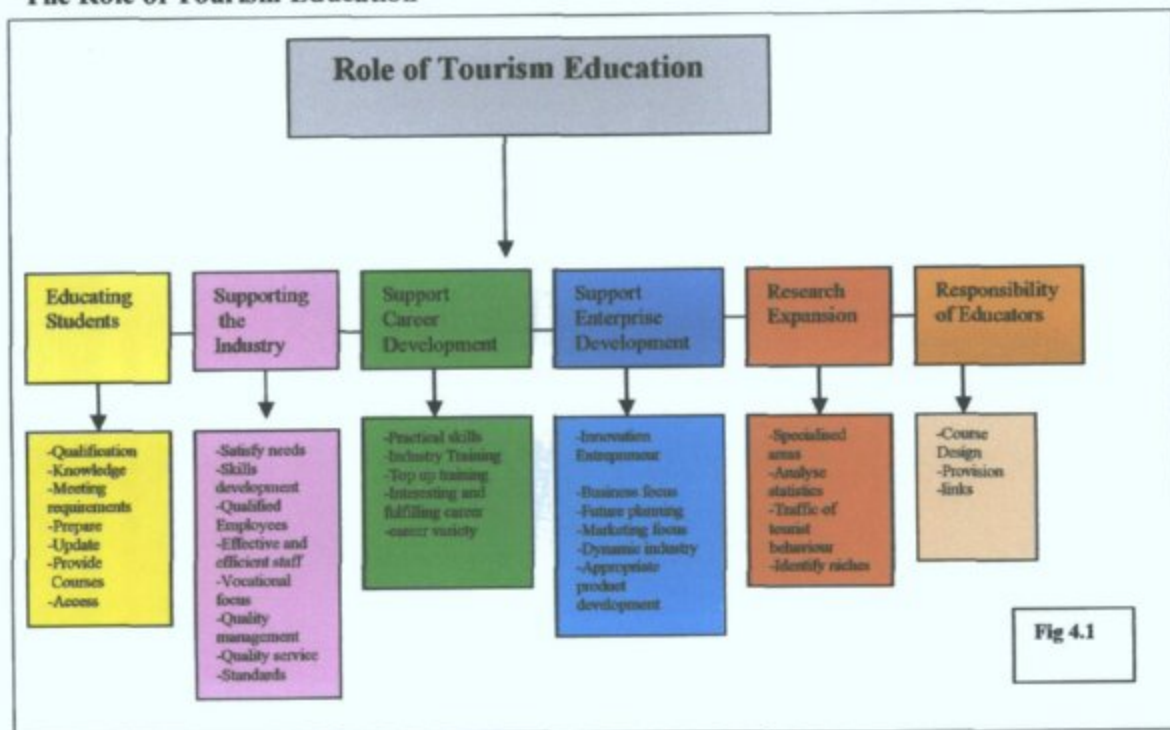 The Role of Tourism Education
Role of Tourism Education
Educating
Students
Supporting
the
Industry
Support
Career
Development
Support
Enterprise
Development
Research
Expansion
Responsibility
of Educators
-Qualification
-Knowledge
-Meeting
requirements
-Prepare
-Update
-Provide
Courses
-Access
-Satisfy needs
-Skills
development
-Qualified
Employees
-Effective and
efficient staff
-Vocational
focus
-Quality
management
-Quality service
-Standards
-Practical skills
-Industry Training
-Top up training
-Interesting and
fulfilling career
-career variety
-Innovation
Entrepreneur
-Business focus
-Future planning
-Marketing focus
-Dynamic industry
-Appropriate
product
development
-Specialised
areas
-Analyse
statistics
-Traffic of
tourist
behaviour
-Identify niches
-Course
Design
-Provision
-links
Fig 4.1